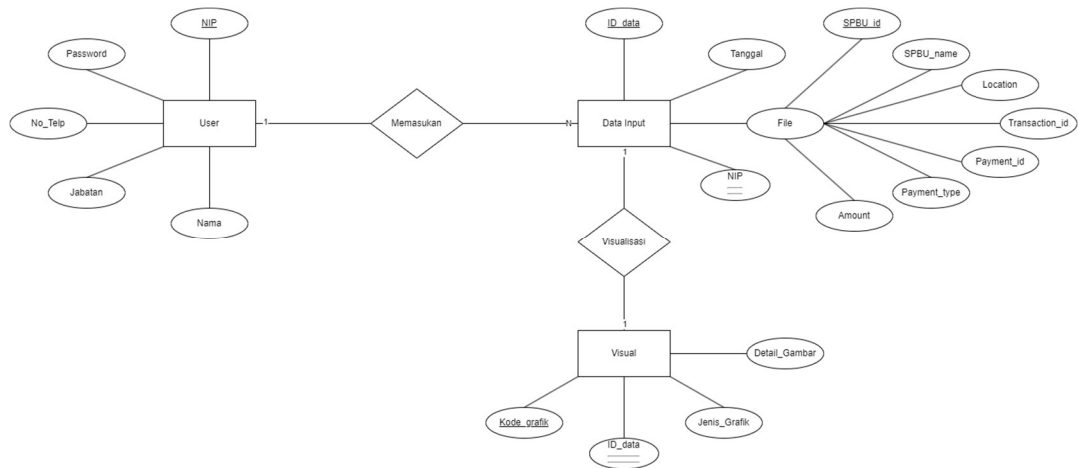 NIP
ID_data
SPBU_id
Password
Tanggal
SPBU_name
Location
No_Telp
User
1
Memasukan
N
Data Input
File
Transaction_id
1
Payment_id
Jabatan
NIP
Payment_type
Nama
Amount
Visualisasi
1
Visual
Detail_Gambar
Kode_grafik
Jenis_Grafik
ID_data